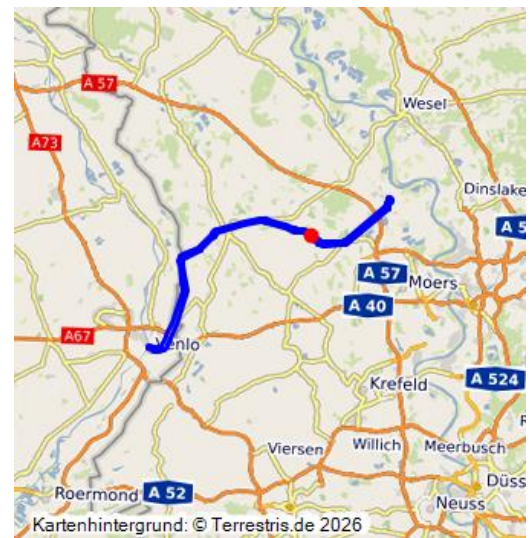 A 57
Wesel
A73
Dinslake
A 5
A 57
Moers
A 40
A67
Venlo
A 524
Krefeld
Viersen
Willich
Meerbusch
Roermond
A 52
Düss
Neuss
Kartenhintergrund: © Terrestris.de 2026